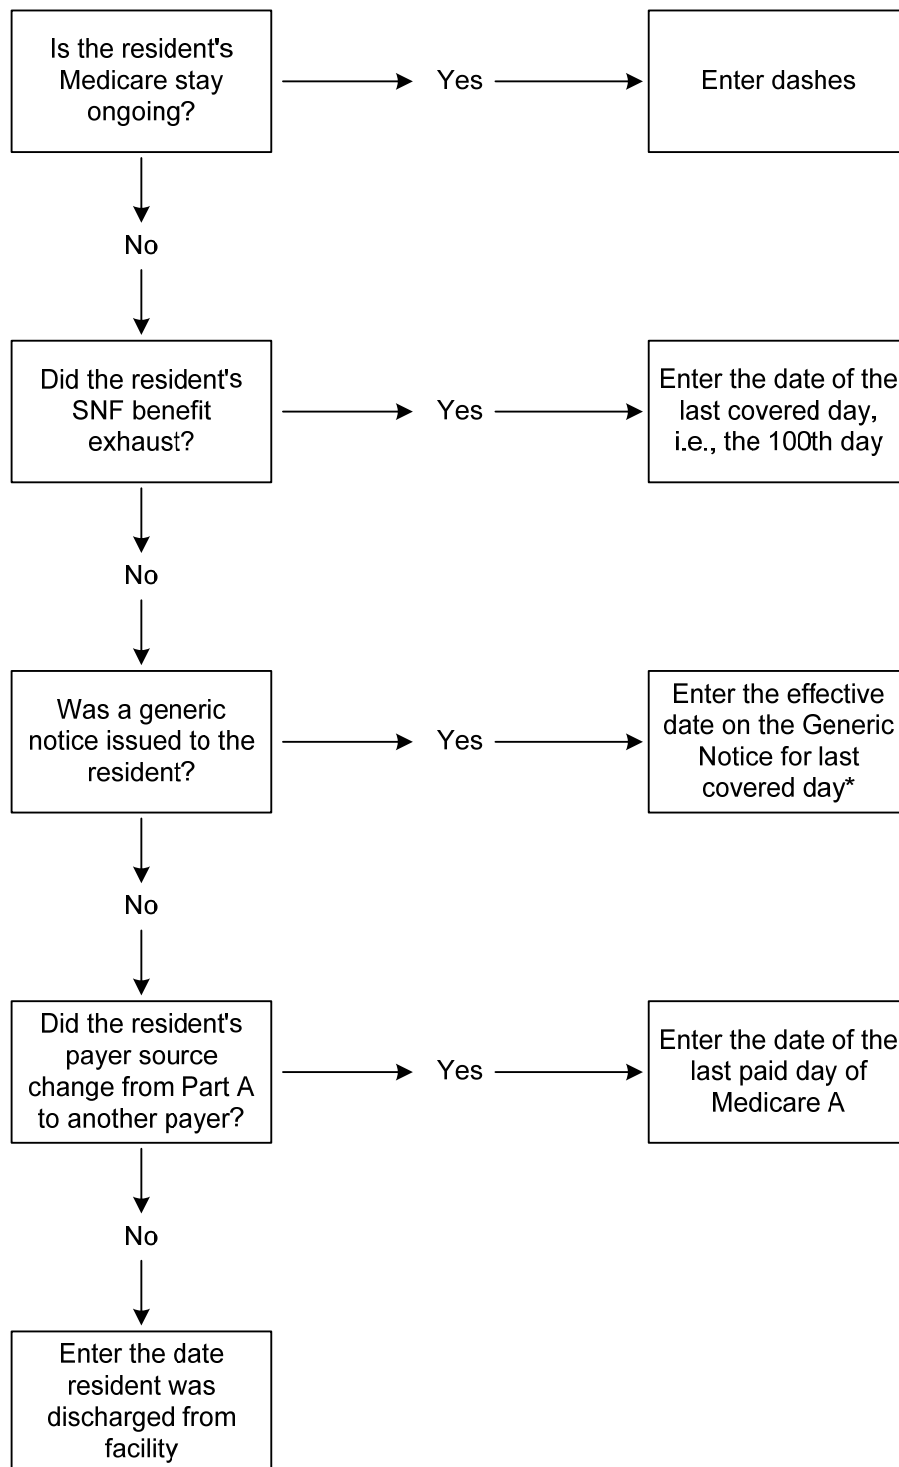 Is the resident's
Medicare stay
ongoing?
Yes
Enter dashes
No
Did the resident's
SNF benefit
exhaust?
Yes
Enter the date of the
last covered day,
i.e., the 100th day
No
Was a generic
notice issued to the
resident?
Yes
Enter the effective
date on the Generic
Notice for last
covered day*
No
Did the resident's
payer source
change from Part A
to another payer?
Yes
Enter the date of the
last paid day of
Medicare A
No
Enter the date
resident was
discharged from
facility